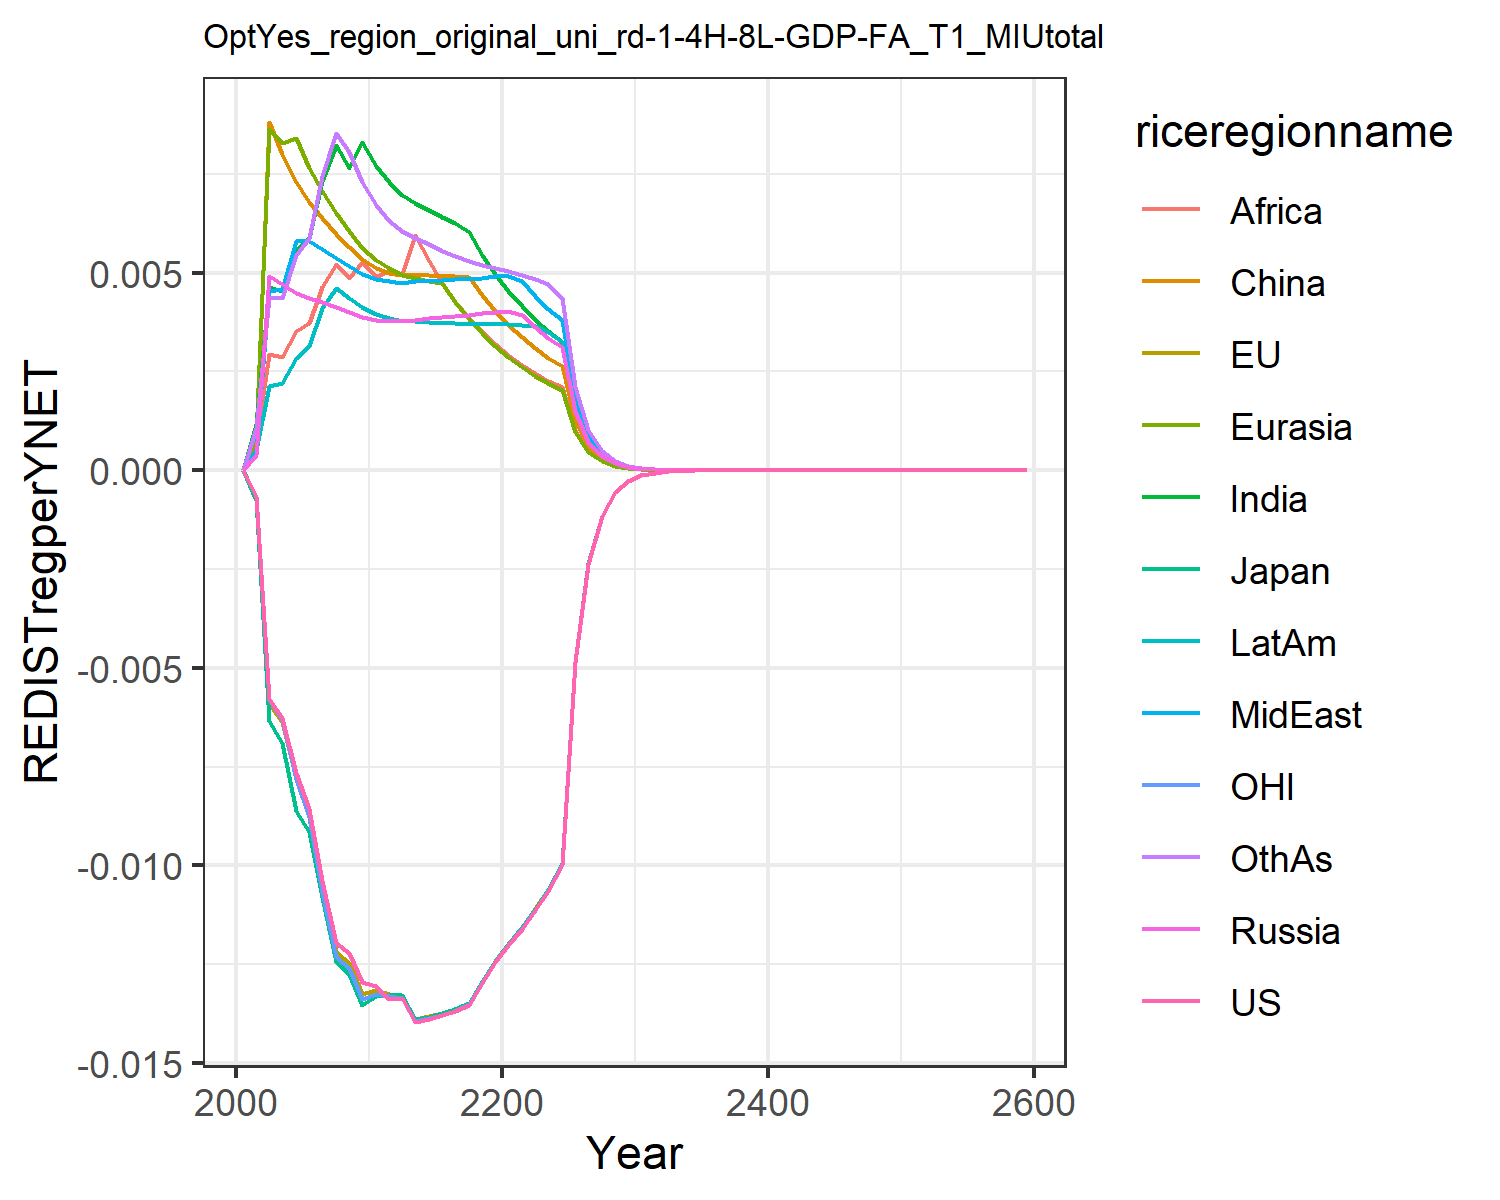 OptYes_region_original_uni_rd-1-4H-8L-GDP-FA_T1_MIUtotal
REDISTregperYNET
0.005
0.000
-0.005
-0.010
-0.015
2000
2200
2400
2600
Year
riceregionname
Africa
China
EU
Eurasia
India
Japan
LatAm
MidEast
OHI
OthAs
Russia
US